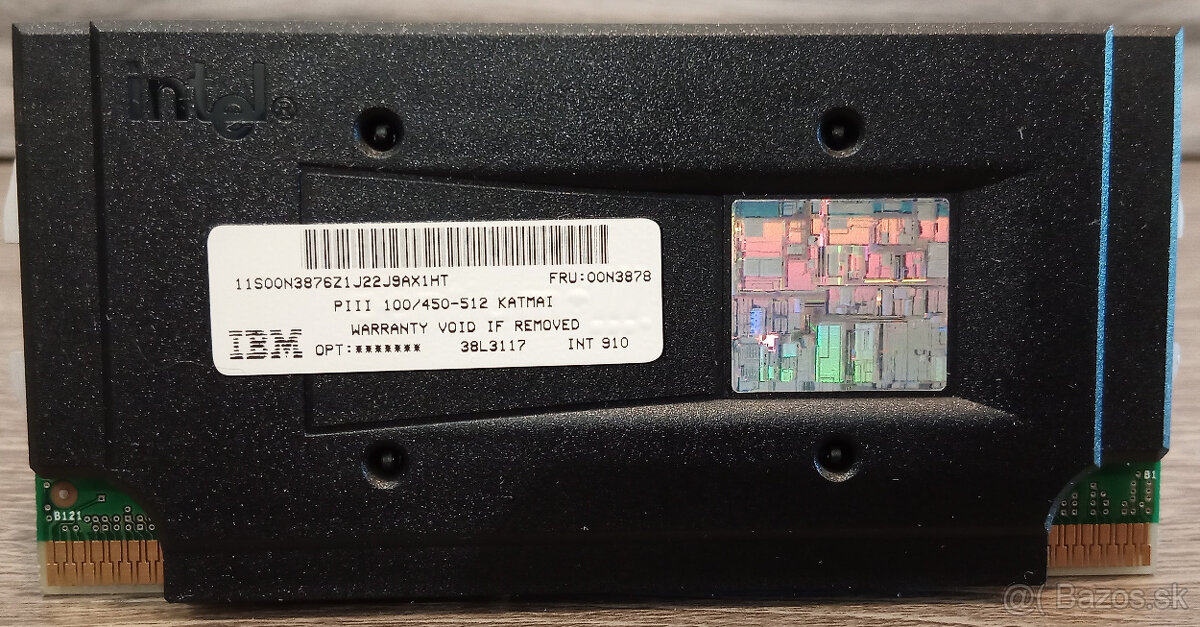 intel®
11S00N3876Z1J22J9AX1HT FRU:00N3878
PIII 100/450-512 KATMAI
WARRANTY VOID IF REMOVED
IBM OPT:******* 38L3117 INT 910
B121
B1
@( Bazos.sk